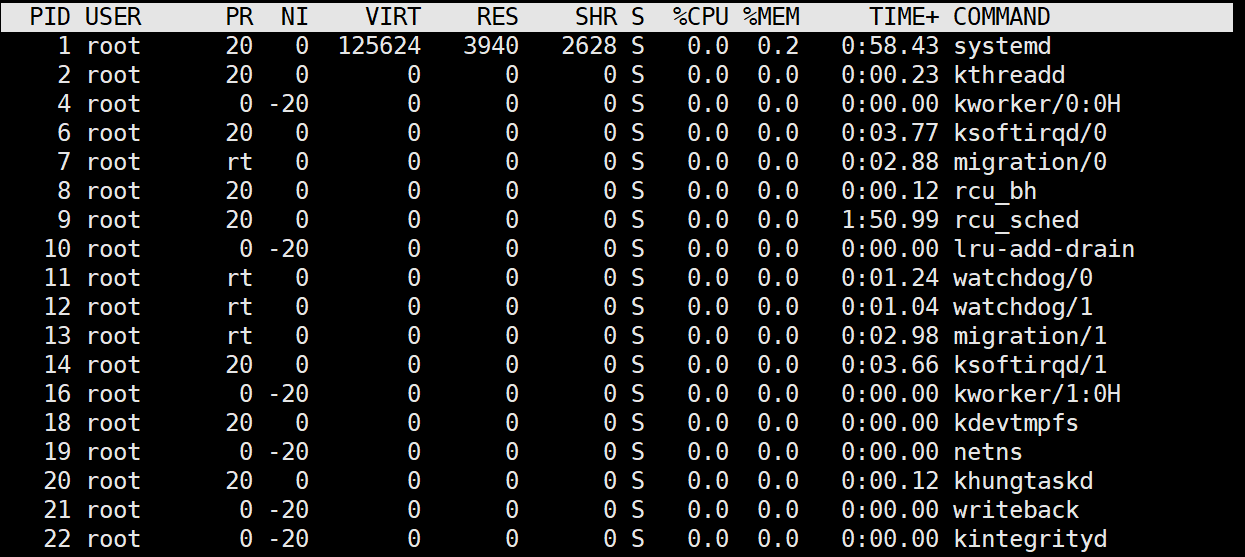 PID USER PR NI VIRT RES SHR S %CPU %MEM TIME+ COMMAND
1 root 20 0 125624 3940 2628 S 0.0 0.2 0:58.43 systemd
2 root 20 0 0 0 0 S 0.0 0.0 0:00.23 kthreadd
4 root 0 -20 0 0 0 S 0.0 0.0 0:00.00 kworker/0:0H
6 root 20 0 0 0 0 S 0.0 0.0 0:03.77 ksoftirqd/0
7 root rt 0 0 0 0 S 0.0 0.0 0:02.88 migration/0
8 root 20 0 0 0 0 S 0.0 0.0 0:00.12 rcu_bh
9 root 20 0 0 0 0 S 0.0 0.0 1:50.99 rcu_sched
10 root 0 -20 0 0 0 S 0.0 0.0 0:00.00 lru-add-drain
11 root rt 0 0 0 0 S 0.0 0.0 0:01.24 watchdog/0
12 root rt 0 0 0 0 S 0.0 0.0 0:01.04 watchdog/1
13 root rt 0 0 0 0 S 0.0 0.0 0:02.98 migration/1
14 root 20 0 0 0 0 S 0.0 0.0 0:03.66 ksoftirqd/1
16 root 0 -20 0 0 0 S 0.0 0.0 0:00.00 kworker/1:0H
18 root 20 0 0 0 0 S 0.0 0.0 0:00.00 kdevtmpfs
19 root 0 -20 0 0 0 S 0.0 0.0 0:00.00 netns
20 root 20 0 0 0 0 S 0.0 0.0 0:00.12 khungtaskd
21 root 0 -20 0 0 0 S 0.0 0.0 0:00.00 writeback
22 root 0 -20 0 0 0 S 0.0 0.0 0:00.00 kintegrityd